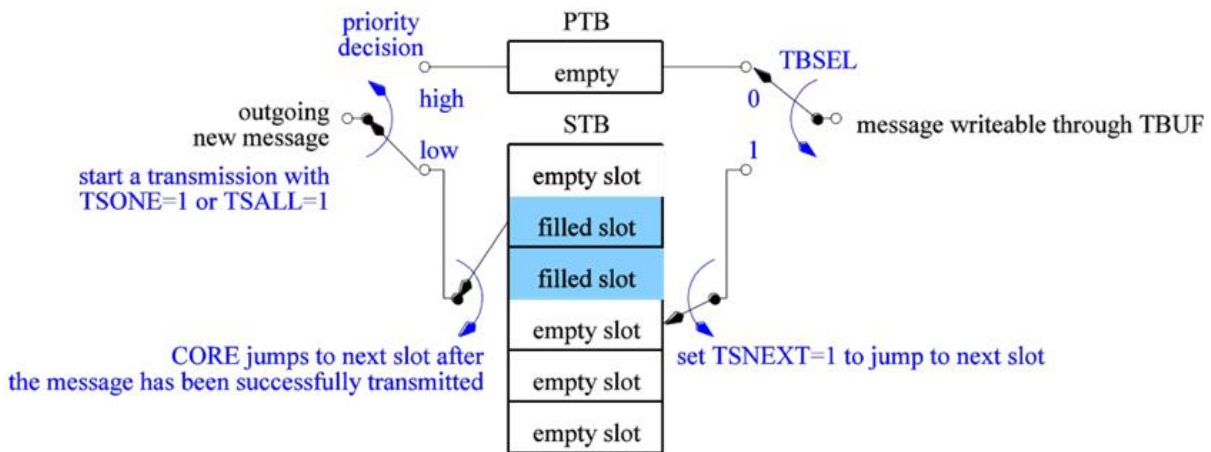 PTB
priority
decision
empty
TBSEL
high
0
outgoing
new message
STB
message writeable through TBUF
low
1
start a transmission with
TSONE=1 or TSALL=1
empty slot
filled slot
filled slot
empty slot
CORE jumps to next slot after
the message has been successfully transmitted
set TSNEXT=1 to jump to next slot
empty slot
empty slot